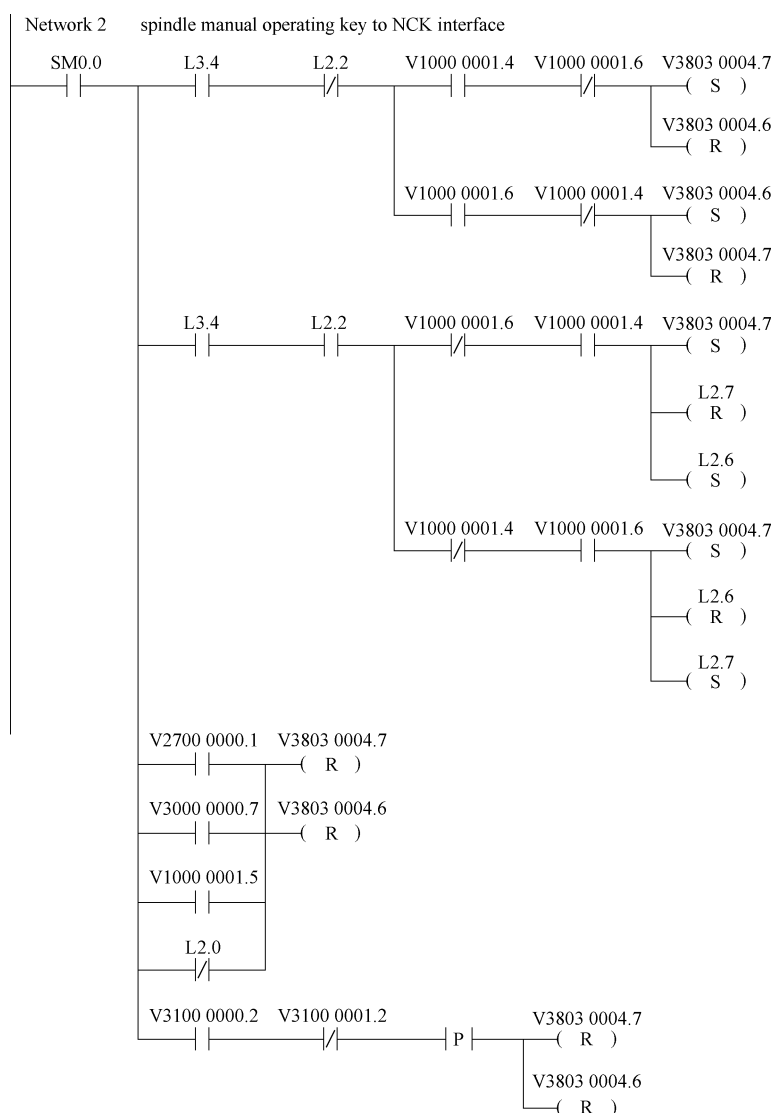 Network 2 spindle manual operating key to NCK interface
SM0.0 L3.4 L2.2 V1000 0001.4 V1000 0001.6 V3803 0004.7
( S )
V3803 0004.6
( R )
V1000 0001.6 V1000 0001.4 V3803 0004.6
( S )
V3803 0004.7
( R )
L3.4 L2.2 V1000 0001.6 V1000 0001.4 V3803 0004.7
( S )
L2.7
( R )
L2.6
( S )
V1000 0001.4 V1000 0001.6 V3803 0004.7
( S )
L2.6
( R )
L2.7
( S )
V2700 0000.1 V3803 0004.7
( R )
V3000 0000.7 V3803 0004.6
( R )
V1000 0001.5
L2.0
V3100 0000.2 V3100 0001.2 V3803 0004.7
P ( R )
V3803 0004.6
( R )